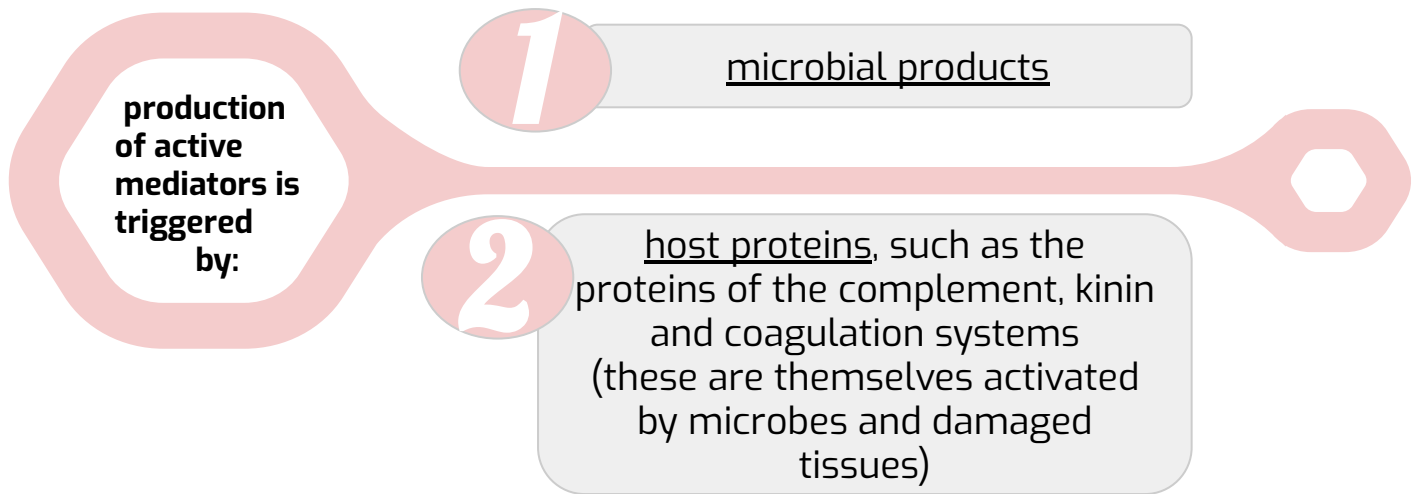 production
of active
mediators is
triggered
by:
1
microbial products
2
host proteins, such as the
proteins of the complement, kinin
and coagulation systems
(these are themselves activated
by microbes and damaged
tissues)